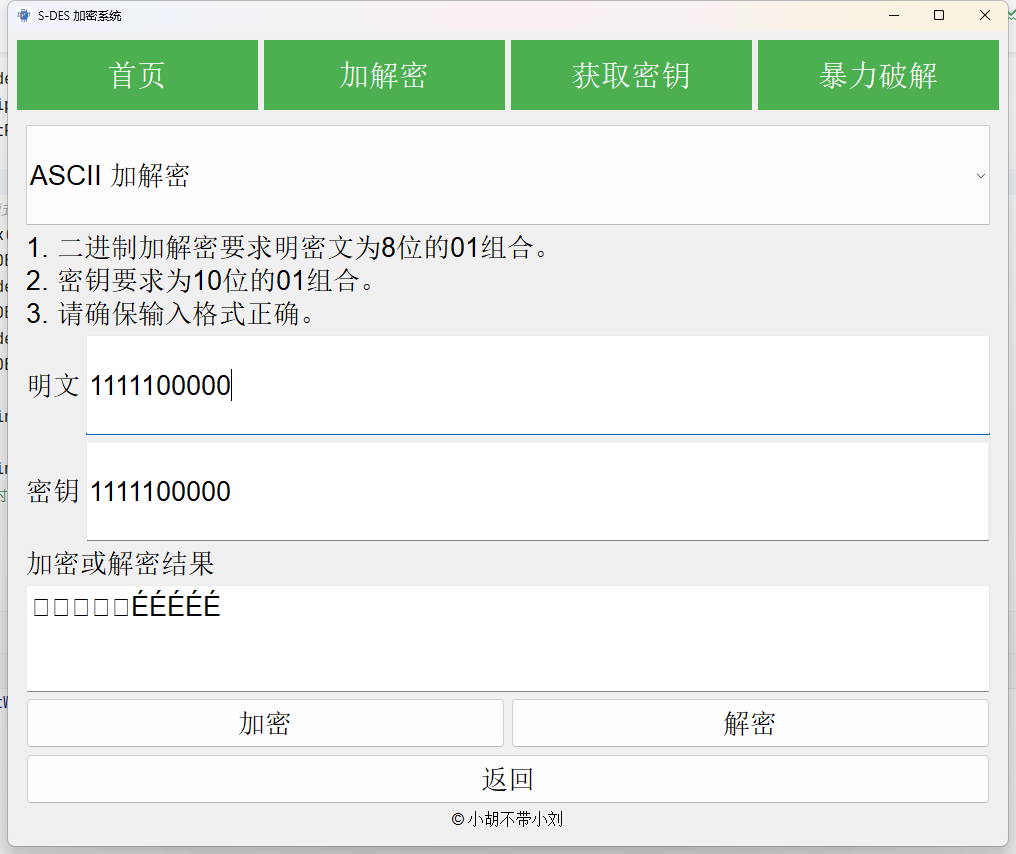 S-DES 加密系统
首页 加解密 获取密钥 暴力破解
ASCII 加解密
1. 二进制加解密要求明密文为8位的01组合。
2. 密钥要求为10位的01组合。
3. 请确保输入格式正确。
明文 1111100000
密钥 1111100000
加密或解密结果
□□□□□ÉÉÉÉÉ
加密 解密
返回
© 小胡不带小刘